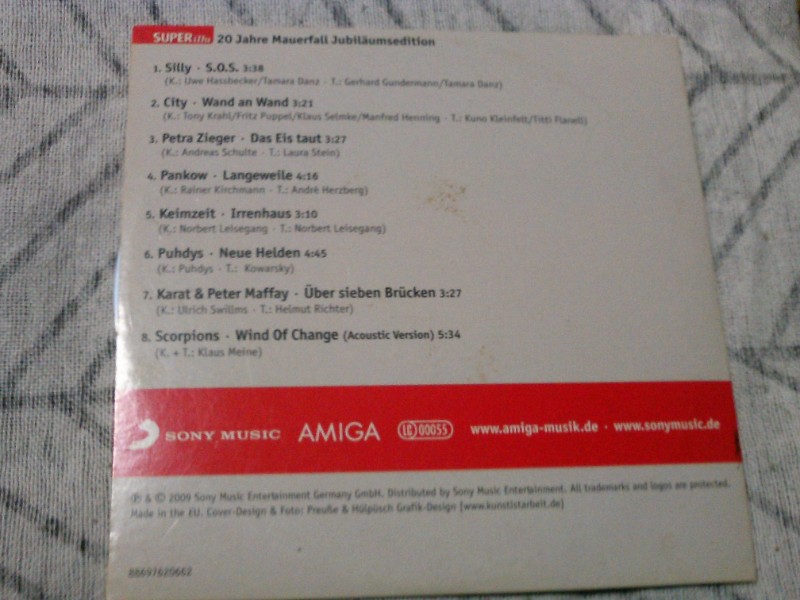 SUPERillu 20 Jahre Mauerfall Jubiläumsedition
1. Silly · S.O.S. 3:38
(K.: Uwe Hassbecker/Tamara Danz · T.: Gerhard Gundermann/Tamara Danz)
2. City · Wand an Wand 3:21
(K.: Tony Krahl/Fritz Puppel/Klaus Selmke/Manfred Henning · T.: Kuno Kleinfelt/Titti Flanell)
3. Petra Zieger · Das Eis taut 3:27
(K.: Andreas Schulte · T.: Laura Stein)
4. Pankow · Langeweile 4:16
(K.: Rainer Kirchmann · T.: André Herzberg)
5. Keimzeit · Irrenhaus 3:10
(K.: Norbert Leisegang · T.: Norbert Leisegang)
6. Puhdys · Neue Helden 4:45
(K.: Puhdys · T.: Kowarsky)
7. Karat & Peter Maffay · Über sieben Brücken 3:27
(K.: Ulrich Swillms · T.: Helmut Richter)
8. Scorpions · Wind Of Change (Acoustic Version) 5:34
(K. + T.: Klaus Meine)
SONY MUSIC AMIGA LC 00055 www.amiga-musik.de · www.sonymusic.de
℗ & © 2009 Sony Music Entertainment Germany GmbH. Distributed by Sony Music Entertainment. All trademarks and logos are protected.
Made in the EU. Cover-Design & Foto: Preuße & Hülpüsch Grafik-Design [www.kunstistarbeit.de]
88697620662